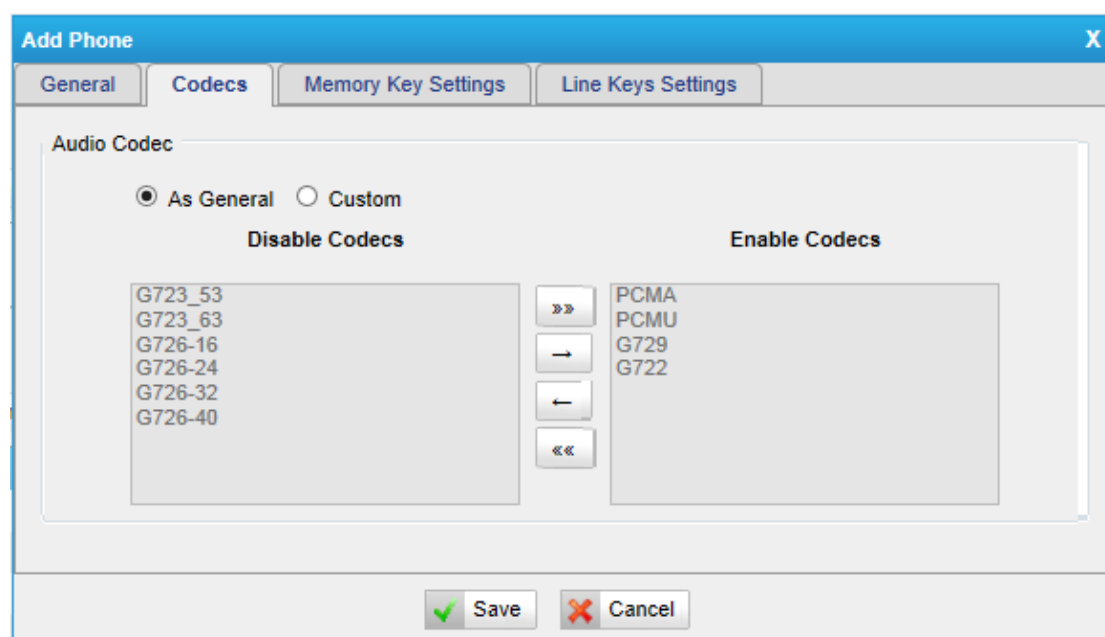 Add Phone X
General Codecs Memory Key Settings Line Keys Settings
Audio Codec
As General Custom
Disable Codecs Enable Codecs
G723_53
G723_63
G726-16
G726-24
G726-32
G726-40
»»
→
←
««
PCMA
PCMU
G729
G722
Save Cancel